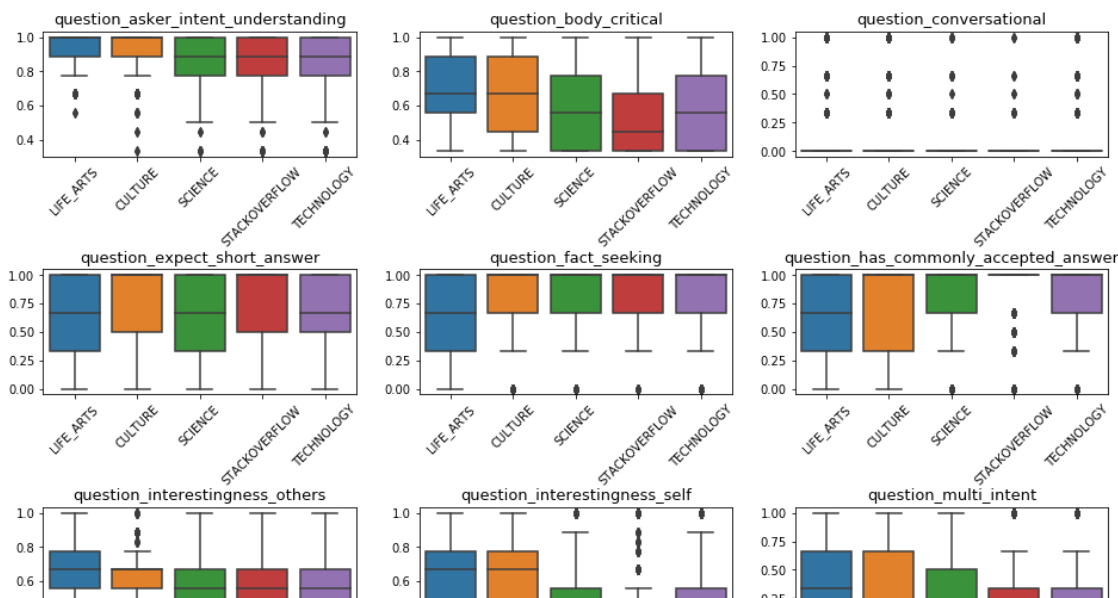 question_asker_intent_understanding
question_body_critical
question_conversational
1.0
0.8
0.6
0.4
1.0
0.8
0.6
0.4
1.00
0.75
0.50
0.25
0.00
LIFE_ARTS
CULTURE
SCIENCE
STACKOVERFLOW
TECHNOLOGY
LIFE_ARTS
CULTURE
SCIENCE
STACKOVERFLOW
TECHNOLOGY
LIFE_ARTS
CULTURE
SCIENCE
STACKOVERFLOW
TECHNOLOGY
question_expect_short_answer
question_fact_seeking
question_has_commonly_accepted_answer
1.00
0.75
0.50
0.25
0.00
1.00
0.75
0.50
0.25
0.00
1.00
0.75
0.50
0.25
0.00
LIFE_ARTS
CULTURE
SCIENCE
STACKOVERFLOW
TECHNOLOGY
LIFE_ARTS
CULTURE
SCIENCE
STACKOVERFLOW
TECHNOLOGY
LIFE_ARTS
CULTURE
SCIENCE
STACKOVERFLOW
TECHNOLOGY
question_interestingness_others
question_interestingness_self
question_multi_intent
1.0
0.8
0.6
1.0
0.8
0.6
1.00
0.75
0.50
0.25